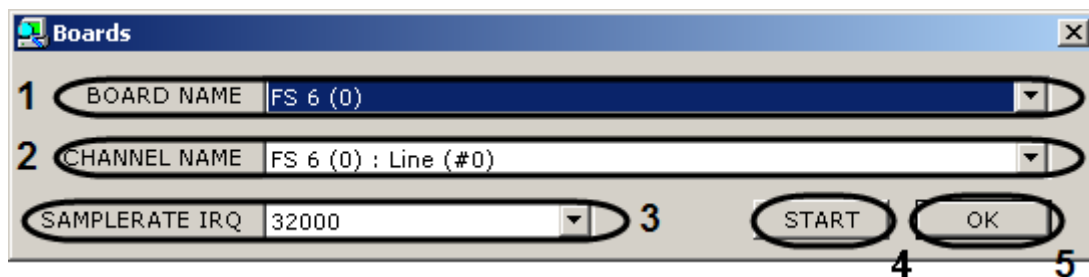 Boards
1 BOARD NAME FS 6 (0)
2 CHANNEL NAME FS 6 (0) : Line (#0)
SAMPLERATE IRQ 32000 3 START OK
4 5